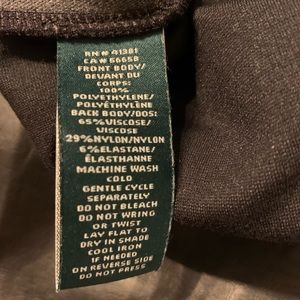 RN# 41381
CA# 56658
FRONT BODY/
DEVANT DU
CORPS:
100%
POLYETHYLENE/
POLYÉTHYLÈNE
BACK BODY/DOS:
65%VISCOSE/
VISCOSE
29%NYLON/NYLON
6%ELASTANE/
ÉLASTHANNE
MACHINE WASH
COLD
GENTLE CYCLE
SEPARATELY
DO NOT BLEACH
DO NOT WRING
OR TWIST
LAY FLAT TO
DRY IN SHADE
COOL IRON
IF NEEDED
ON REVERSE SIDE
DO NOT PRESS